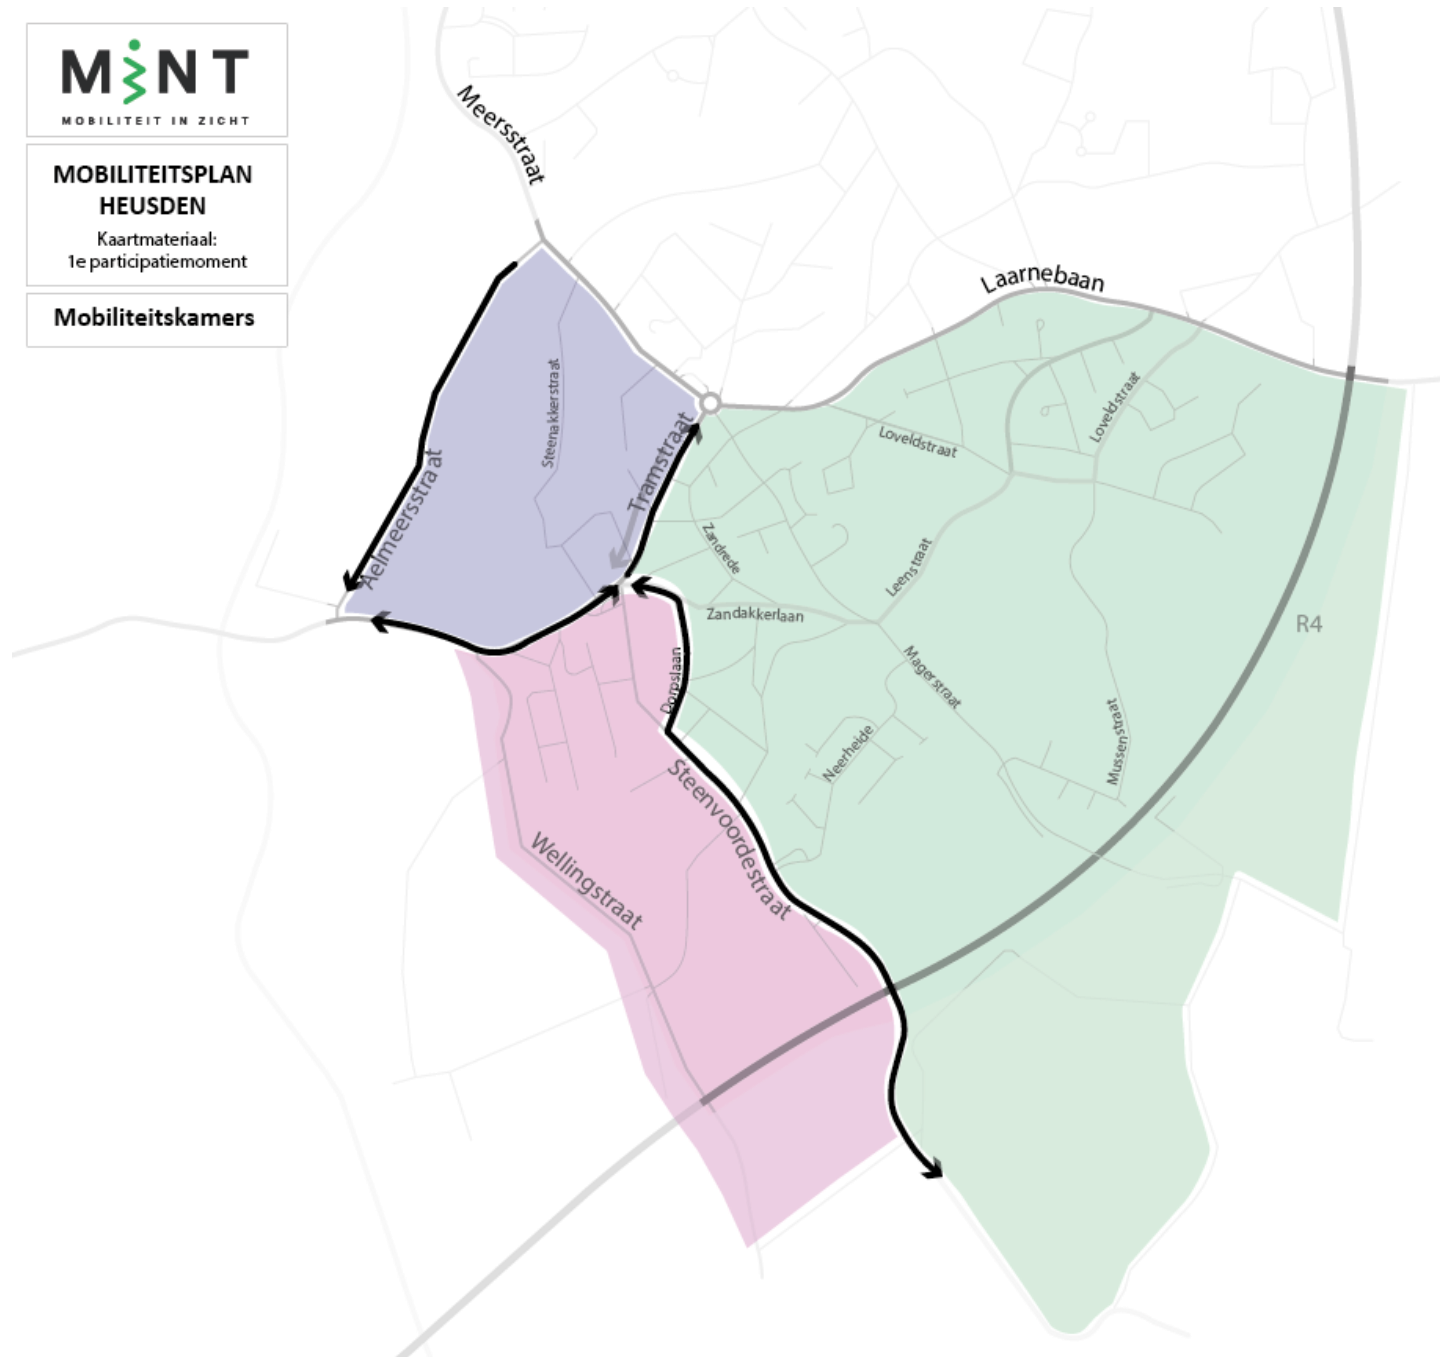 MINT
MOBILITEIT IN ZICHT
MOBILITEITSPLAN
HEUSDEN
Kaartmateriaal:
1e participatiemoment
Mobiliteitskamers
Meersstraat
Laarnebaan
Steenakkerstraat
Loveldstraat
Loveldstraat
Tramstraat
Aelmeersstraat
Zandrede
Leenstraat
Zandakkerlaan
R4
Dorpslaan
Magerstraat
Mussenstraat
Neerheide
Steenvoordestraat
Wellingstraat